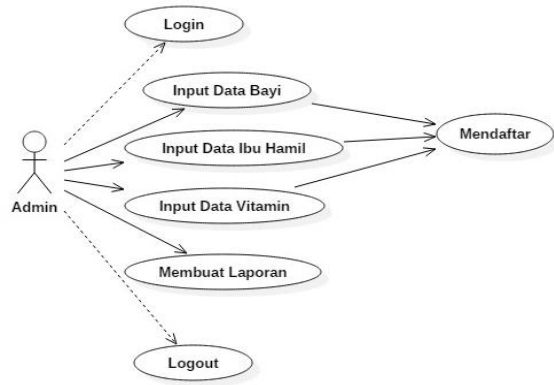 Login
Input Data Bayi
Mendaftar
Input Data Ibu Hamil
Admin
Input Data Vitamin
Membuat Laporan
Logout